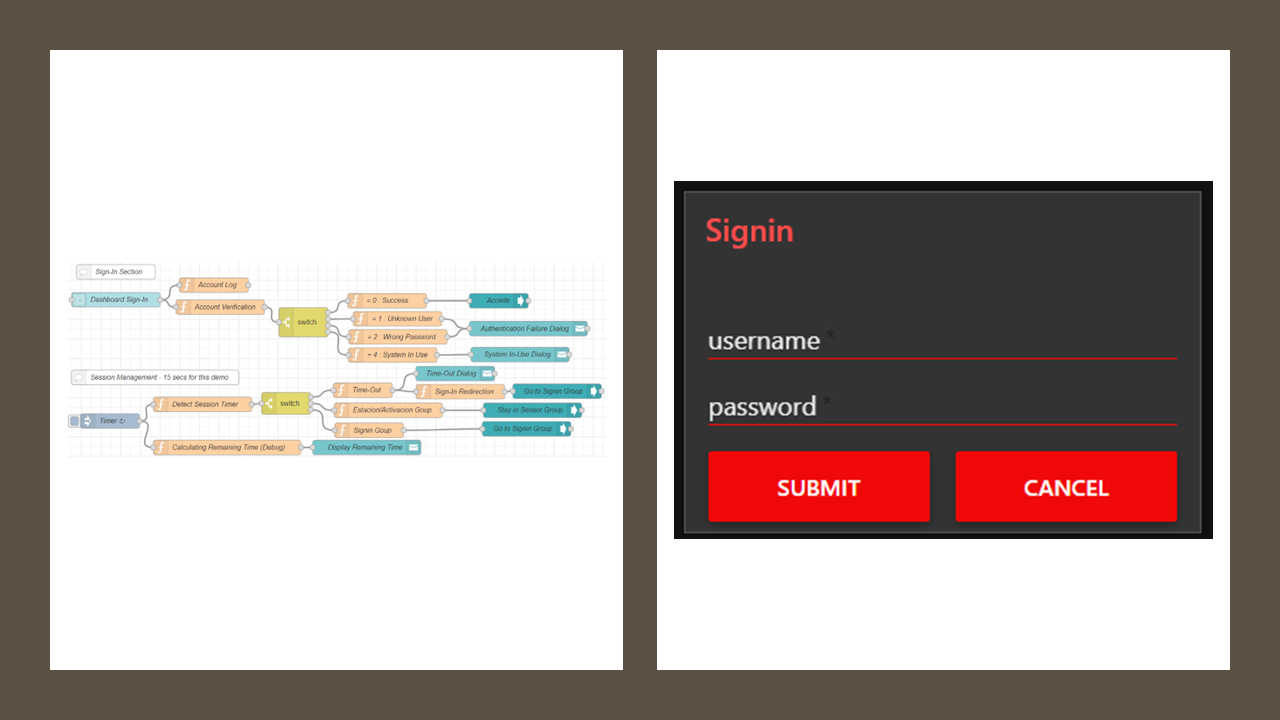 Sign-In Section
Account Log
Dashboard Sign-In
Account Verification
switch
= 0 : Success
Accede
= 1 : Unknown User
Authentication Failure Dialog
= 2 : Wrong Password
= 4 : System In Use
System In-Use Dialog
Session Management - 15 secs for this demo
Time-Out Dialog
Time-Out
Sign-In Redirection
Go to Signin Group
Detect Session Timer
switch
Estacion/Activacion Goup
Stay in Sensor Group
Timer ↻
Signin Goup
Go to Signin Group
Calculating Remaining Time (Debug)
Display Remaining Time
Signin
username *
password *
SUBMIT CANCEL